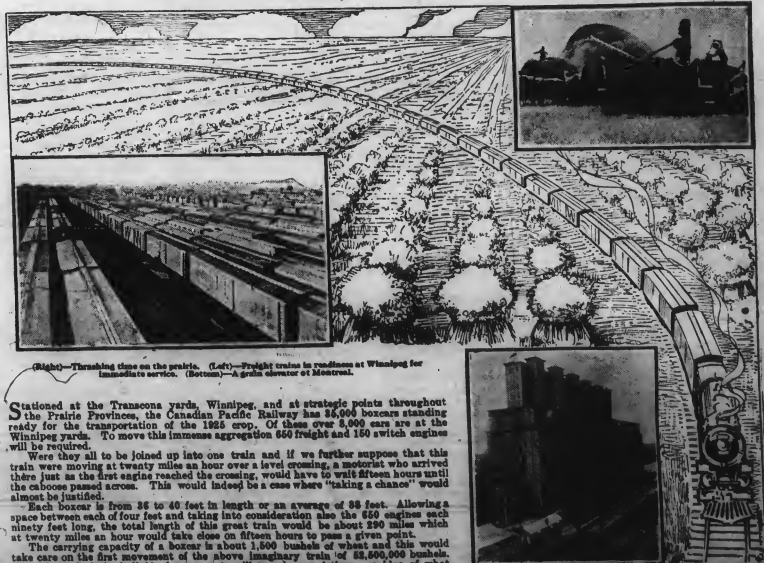 (Right)—Thrashing time on the prairie. (Left)—Freight trains in readiness at Winnipeg for
immediate service. (Bottom)—A grain elevator at Montreal.
Stationed at the Transcona yards, Winnipeg, and at strategic points throughout
the Prairie Provinces, the Canadian Pacific Railway has 35,000 boxcars standing
ready for the transportation of the 1925 crop. Of these over 8,000 cars are at the
Winnipeg yards. To move this immense aggregation 650 freight and 150 switch engines
will be required.
Were they all to be joined up into one train and if we further suppose that this
train were moving at twenty miles an hour over a level crossing, a motorist who arrived
there just as the first engine reached the crossing, would have to wait fifteen hours until
the caboose passed across. This would indeed be a case where "taking a chance" would
almost be justified.
Each boxcar is from 36 to 40 feet in length or an average of 38 feet. Allowing a
space between each of four feet and taking into consideration also the 650 engines each
ninety feet long, the total length of this great train would be about 290 miles which
at twenty miles an hour would take close on fifteen hours to pass a given point.
The carrying capacity of a boxcar is about 1,500 bushels of wheat and this would
take care on the first movement of the above imaginary train of 52,500,000 bushels.